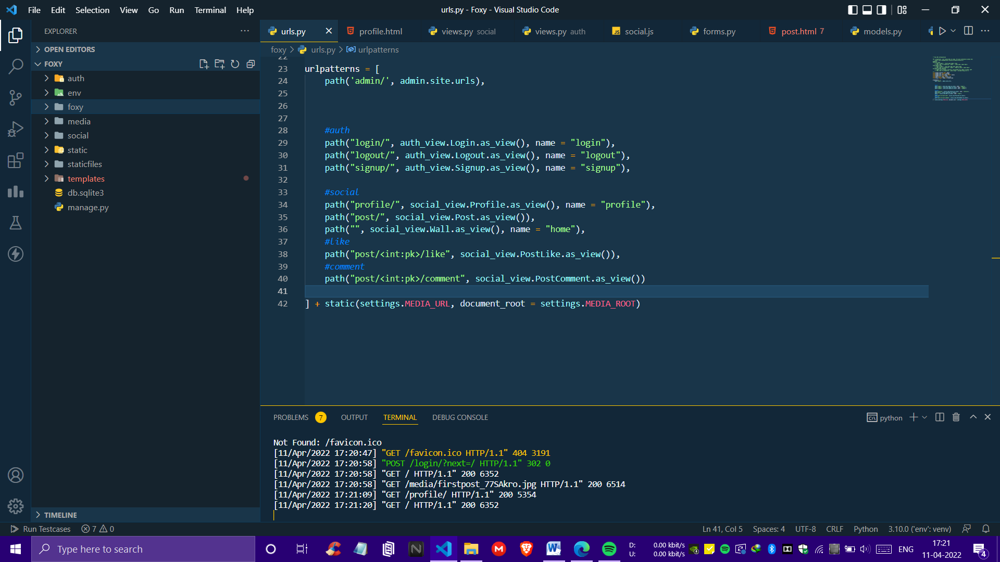 File Edit Selection View Go Run Terminal Help
urls.py - Foxy - Visual Studio Code
EXPLORER
OPEN EDITORS
FOXY
auth
env
foxy
media
social
static
staticfiles
templates
db.sqlite3
manage.py
TIMELINE
urls.py profile.html views.py social views.py auth JS social.js forms.py post.html 7 models.py
foxy > urls.py > urlpatterns
22
23 urlpatterns = [
24 path('admin/', admin.site.urls),
25
26
27
28 #auth
29 path("login/", auth_view.Login.as_view(), name = "login"),
30 path("logout/", auth_view.Logout.as_view(), name = "logout"),
31 path("signup/", auth_view.Signup.as_view(), name = "signup"),
32
33 #social
34 path("profile/", social_view.Profile.as_view(), name = "profile"),
35 path("post/", social_view.Post.as_view()),
36 path("", social_view.Wall.as_view(), name = "home"),
37 #like
38 path("post/<int:pk>/like", social_view.PostLike.as_view()),
39 #comment
40 path("post/<int:pk>/comment", social_view.PostComment.as_view())
41
42 ] + static(settings.MEDIA_URL, document_root = settings.MEDIA_ROOT)
PROBLEMS 7 OUTPUT TERMINAL DEBUG CONSOLE
python
Not Found: /favicon.ico
[11/Apr/2022 17:20:47] "GET /favicon.ico HTTP/1.1" 404 3191
[11/Apr/2022 17:20:58] "POST /login/?next=/ HTTP/1.1" 302 0
[11/Apr/2022 17:20:58] "GET / HTTP/1.1" 200 6352
[11/Apr/2022 17:20:58] "GET /media/firstpost_77SAkro.jpg HTTP/1.1" 200 6514
[11/Apr/2022 17:21:09] "GET /profile/ HTTP/1.1" 200 5354
[11/Apr/2022 17:21:20] "GET / HTTP/1.1" 200 6352
Run Testcases 7 0
Ln 41, Col 5 Spaces: 4 UTF-8 CRLF Python 3.10.0 ('env': venv)
Type here to search
D: 0.00 kbit/s
U: 0.00 kbit/s
ENG
17:21
11-04-2022
4